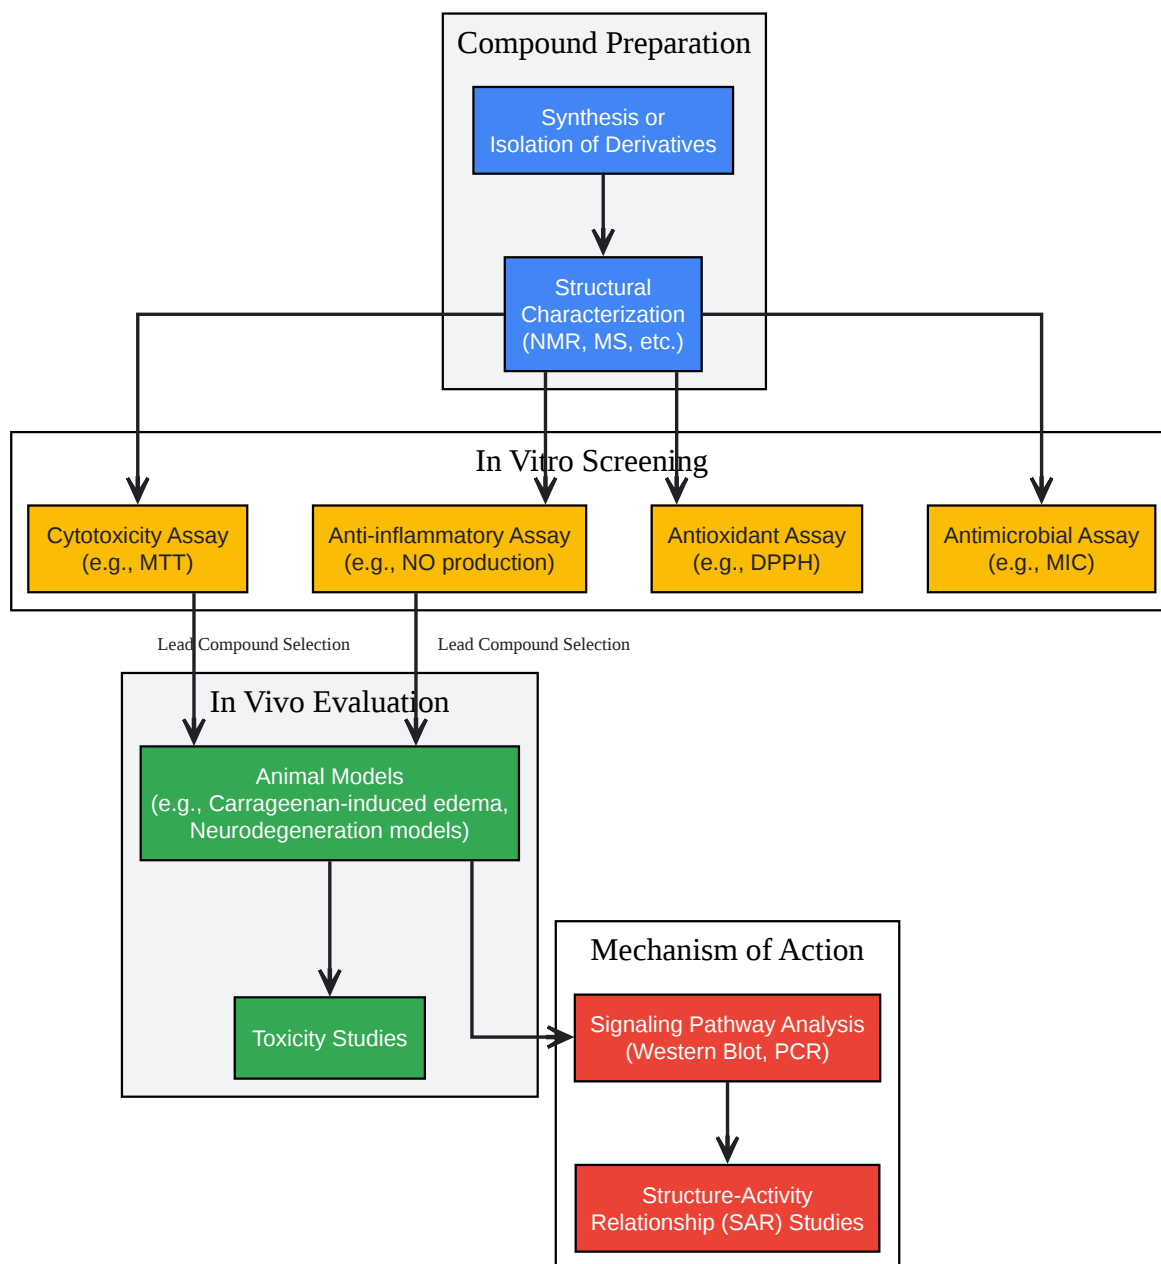 Compound Preparation
Synthesis or
Isolation of Derivatives
Structural
Characterization
(NMR, MS, etc.)
In Vitro Screening
Cytotoxicity Assay
(e.g., MTT)
Anti-inflammatory Assay
(e.g., NO production)
Antioxidant Assay
(e.g., DPPH)
Antimicrobial Assay
(e.g., MIC)
Lead Compound Selection
Lead Compound Selection
In Vivo Evaluation
Animal Models
(e.g., Carrageenan-induced edema,
Neurodegeneration models)
Toxicity Studies
Mechanism of Action
Signaling Pathway Analysis
(Western Blot, PCR)
Structure-Activity
Relationship (SAR) Studies